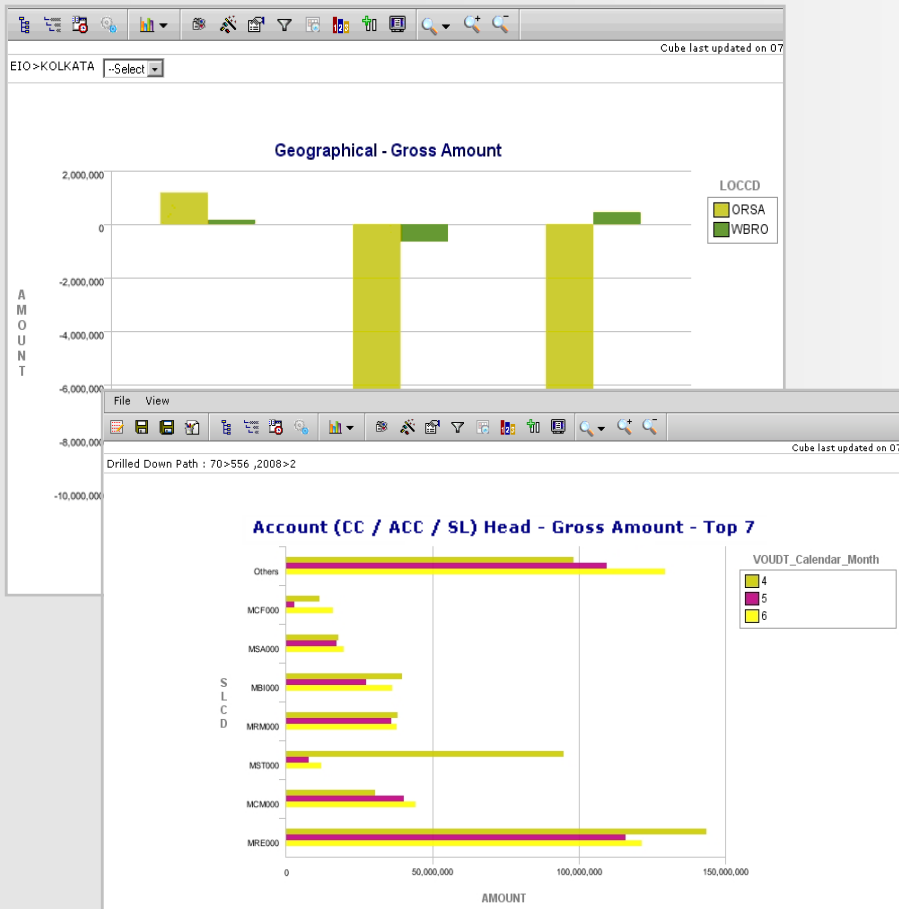 Cube last updated on 07
EIO>KOLKATA --Select
Geographical - Gross Amount
2,000,000
0
-2,000,000
-4,000,000
-6,000,000
-8,000,000
-10,000,000
AMOUNT
LOCCD
ORSA
WBRO
File View
Cube last updated on 07
Drilled Down Path : 70>556 ,2008>2
Account (CC / ACC / SL) Head - Gross Amount - Top 7
VOUDT_Calendar_Month
4
5
6
SLCD
Others
MCF000
MSA000
MBI000
MRM000
MST000
MCM000
MRE000
0 50,000,000 100,000,000 150,000,000
AMOUNT